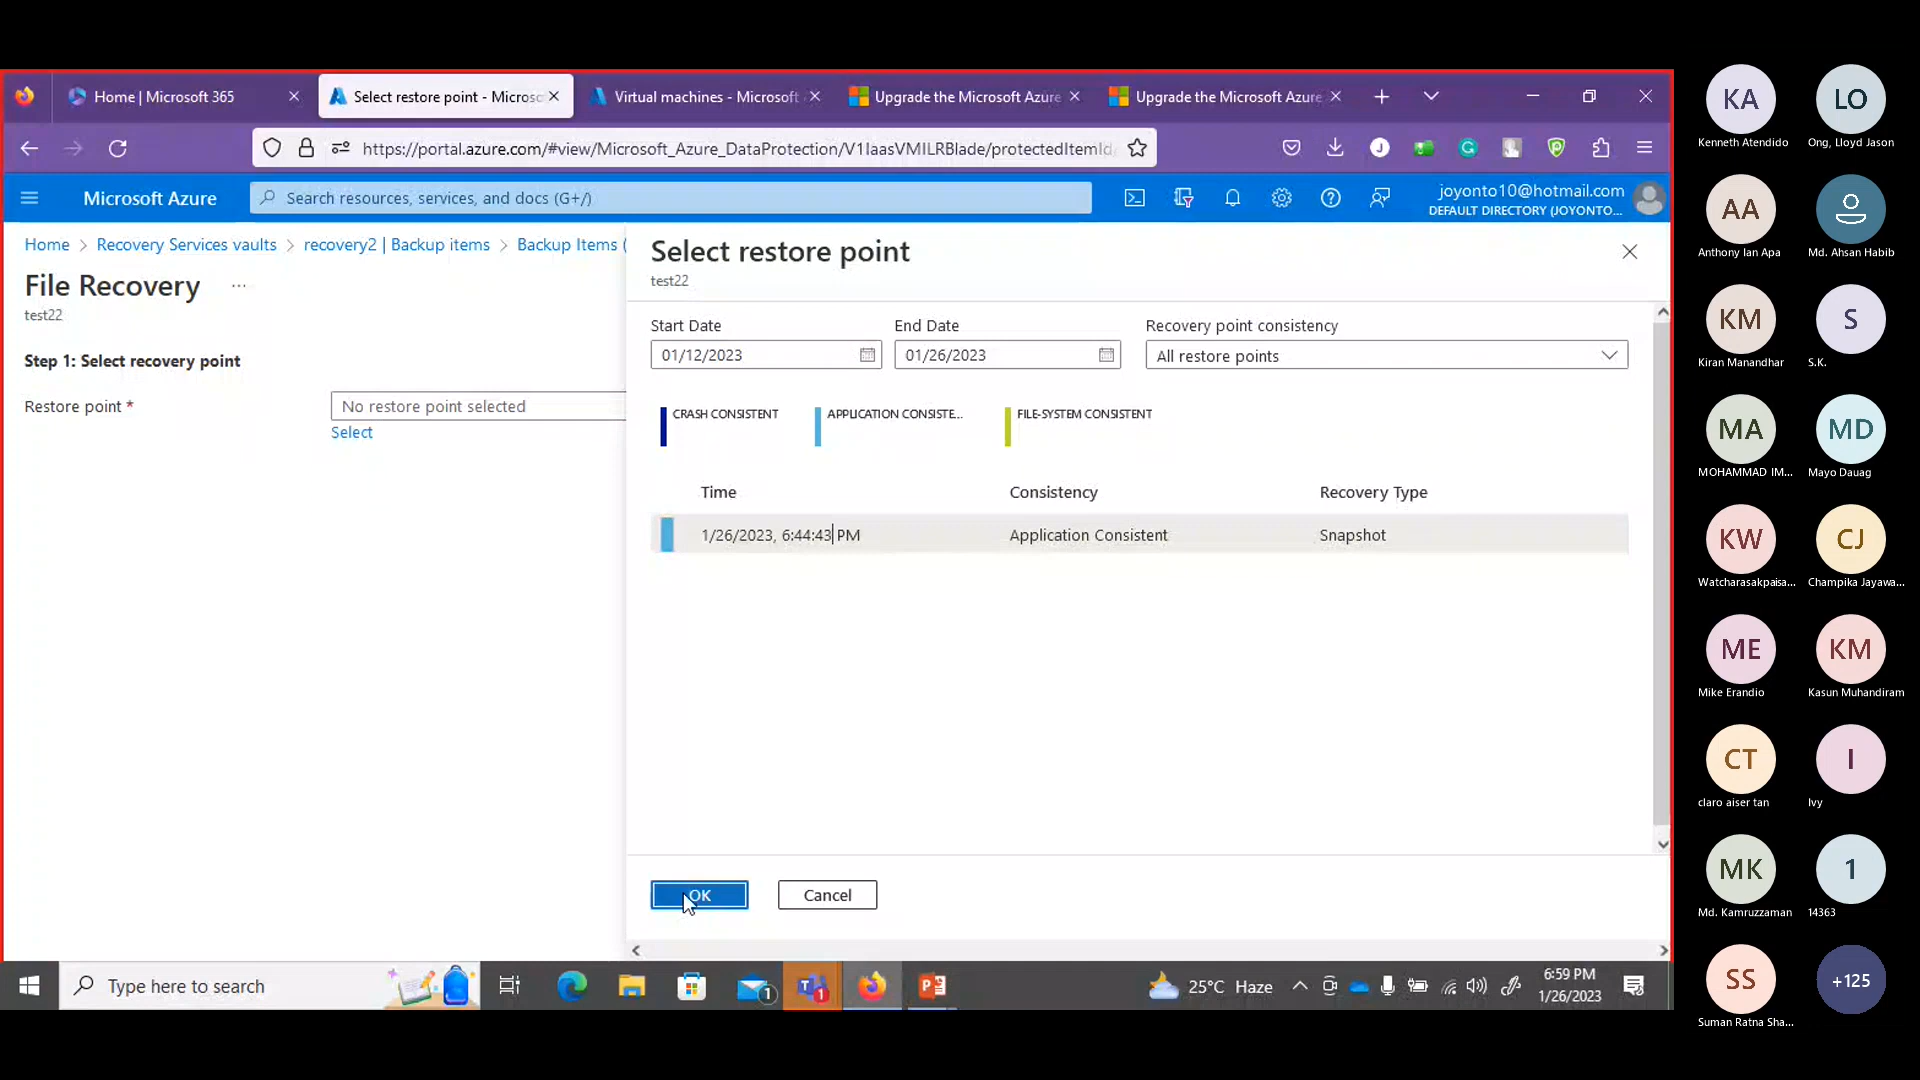 Home | Microsoft 365
Select restore point - Microso
Virtual machines - Microsoft
Upgrade the Microsoft Azure
Upgrade the Microsoft Azure
https://portal.azure.com/#view/Microsoft_Azure_DataProtection/V1IaasVMILRBlade/protectedItemId
Microsoft Azure
Search resources, services, and docs (G+/)
joyonto10@hotmail.com
DEFAULT DIRECTORY (JOYONTO...
Home > Recovery Services vaults > recovery2 | Backup items > Backup Items (
File Recovery ...
test22
Step 1: Select recovery point
Restore point *
No restore point selected
Select
Select restore point
test22
Start Date
End Date
Recovery point consistency
01/12/2023
01/26/2023
All restore points
CRASH CONSISTENT
APPLICATION CONSISTE...
FILE-SYSTEM CONSISTENT
Time
Consistency
Recovery Type
1/26/2023, 6:44:43 PM
Application Consistent
Snapshot
OK
Cancel
Type here to search
1
1
25°C Haze
6:59 PM
1/26/2023
KA
Kenneth Atendido
LO
Ong, Lloyd Jason
AA
Anthony Ian Apa
Md. Ahsan Habib
KM
Kiran Manandhar
S
S.K.
MA
MOHAMMAD IM...
MD
Mayo Dauag
KW
Watcharasakpaisa...
CJ
Champika Jayawa...
ME
Mike Erandio
KM
Kasun Muhandiram
CT
claro aiser tan
I
Ivy
MK
Md. Kamruzzaman
1
14363
SS
Suman Ratna Sha...
+125